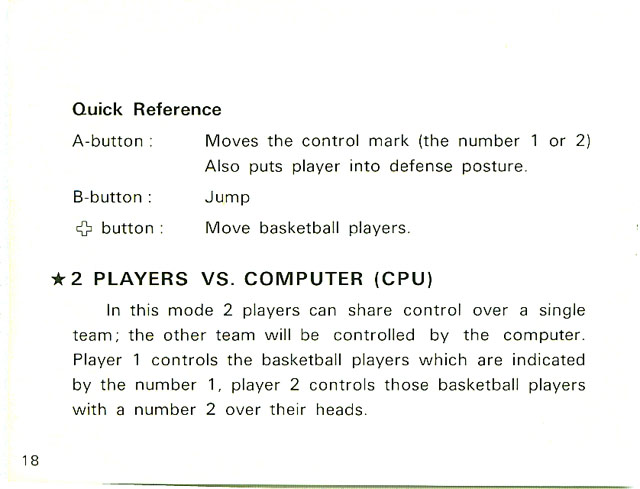 Quick Reference
A-button : Moves the control mark (the number 1 or 2)
Also puts player into defense posture.
B-button : Jump
button : Move basketball players.
★ 2 PLAYERS VS. COMPUTER (CPU)
In this mode 2 players can share control over a single
team; the other team will be controlled by the computer.
Player 1 controls the basketball players which are indicated
by the number 1, player 2 controls those basketball players
with a number 2 over their heads.
18